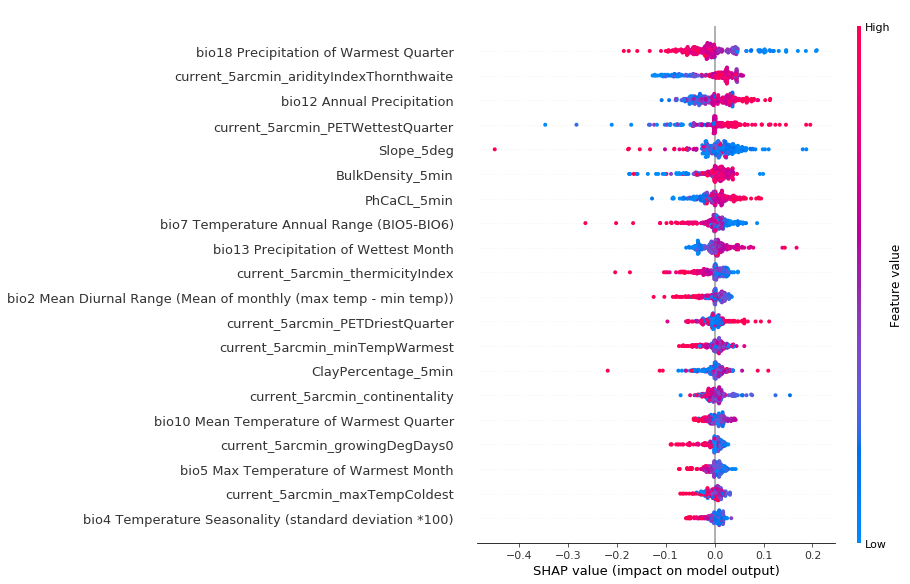 High
bio18 Precipitation of Warmest Quarter
current_5arcmin_aridityIndexThornthwaite
bio12 Annual Precipitation
current_5arcmin_PETWettestQuarter
Slope_5deg
BulkDensity_5min
PhCaCL_5min
bio7 Temperature Annual Range (BIO5-BIO6)
bio13 Precipitation of Wettest Month
current_5arcmin_thermicityIndex
bio2 Mean Diurnal Range (Mean of monthly (max temp - min temp))
current_5arcmin_PETDriestQuarter
current_5arcmin_minTempWarmest
ClayPercentage_5min
current_5arcmin_continentality
bio10 Mean Temperature of Warmest Quarter
current_5arcmin_growingDegDays0
bio5 Max Temperature of Warmest Month
current_5arcmin_maxTempColdest
bio4 Temperature Seasonality (standard deviation *100)
Feature value
Low
−0.4 −0.3 −0.2 −0.1 0.0 0.1 0.2
SHAP value (impact on model output)